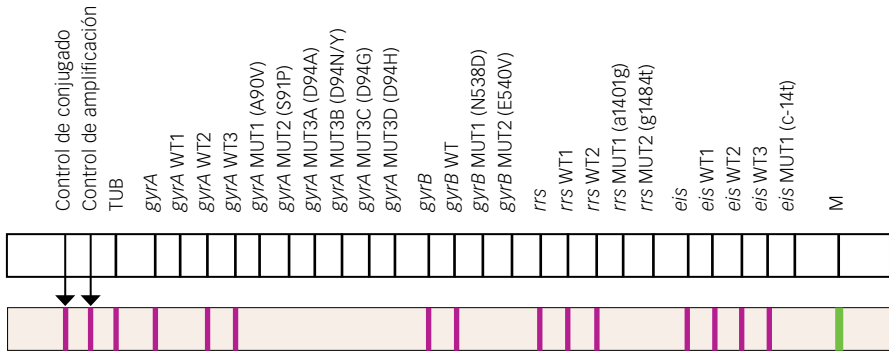 Control de conjugado
Control de amplificación
TUB
gyrA
gyrA WT1
gyrA WT2
gyrA WT3
gyrA MUT1 (A90V)
gyrA MUT2 (S91P)
gyrA MUT3A (D94A)
gyrA MUT3B (D94N/Y)
gyrA MUT3C (D94G)
gyrA MUT3D (D94H)
gyrB
gyrB WT
gyrB MUT1 (N538D)
gyrB MUT2 (E540V)
rrs
rrs WT1
rrs WT2
rrs MUT1 (a1401g)
rrs MUT2 (g1484t)
eis
eis WT1
eis WT2
eis WT3
eis MUT1 (c-14t)
M